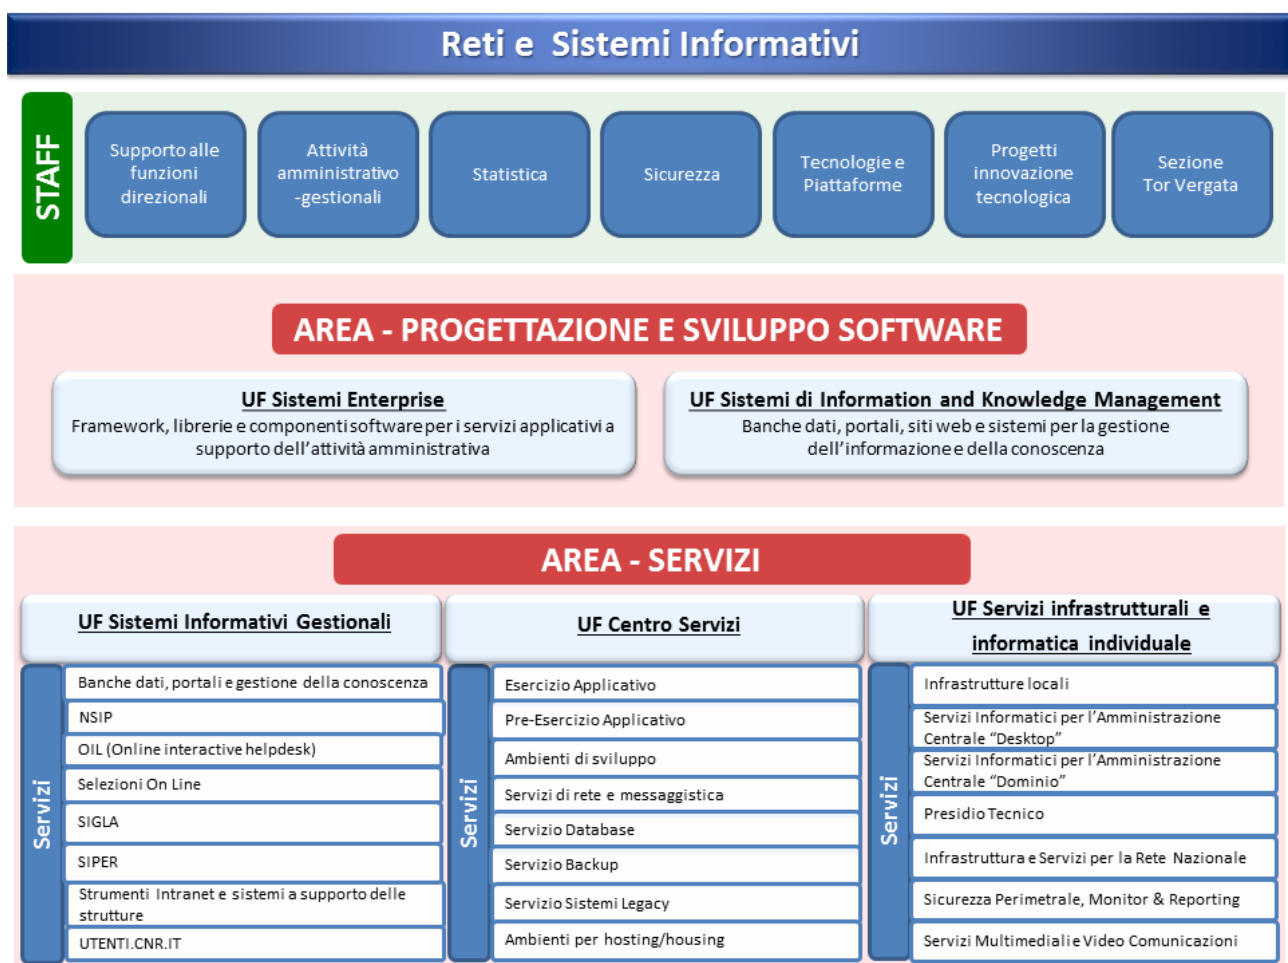 Reti e Sistemi Informativi
STAFF
Supporto alle
funzioni
direzionali
Attività
amministrativo
-gestionali
Statistica
Sicurezza
Tecnologie e
Piattaforme
Progetti
innovazione
tecnologica
Sezione
Tor Vergata
AREA - PROGETTAZIONE E SVILUPPO SOFTWARE
UF Sistemi Enterprise
Framework, librerie e componenti software per i servizi applicativi a
supporto dell'attività amministrativa
UF Sistemi di Information and Knowledge Management
Banche dati, portali, siti web e sistemi per la gestione
dell'informazione e della conoscenza
AREA - SERVIZI
UF Sistemi Informativi Gestionali
Servizi
Banche dati, portali e gestione della conoscenza
NSIP
OIL (Online interactive helpdesk)
Selezioni On Line
SIGLA
SIPER
Strumenti Intranet e sistemi a supporto delle
strutture
UTENTI.CNR.IT
UF Centro Servizi
Servizi
Esercizio Applicativo
Pre-Esercizio Applicativo
Ambienti di sviluppo
Servizi di rete e messaggistica
Servizio Database
Servizio Backup
Servizio Sistemi Legacy
Ambienti per hosting/housing
UF Servizi infrastrutturali e
informatica individuale
Servizi
Infrastrutture locali
Servizi Informatici per l'Amministrazione
Centrale "Desktop"
Servizi Informatici per l'Amministrazione
Centrale "Dominio"
Presidio Tecnico
Infrastruttura e Servizi per la Rete Nazionale
Sicurezza Perimetrale, Monitor & Reporting
Servizi Multimediali e Video Comunicazioni